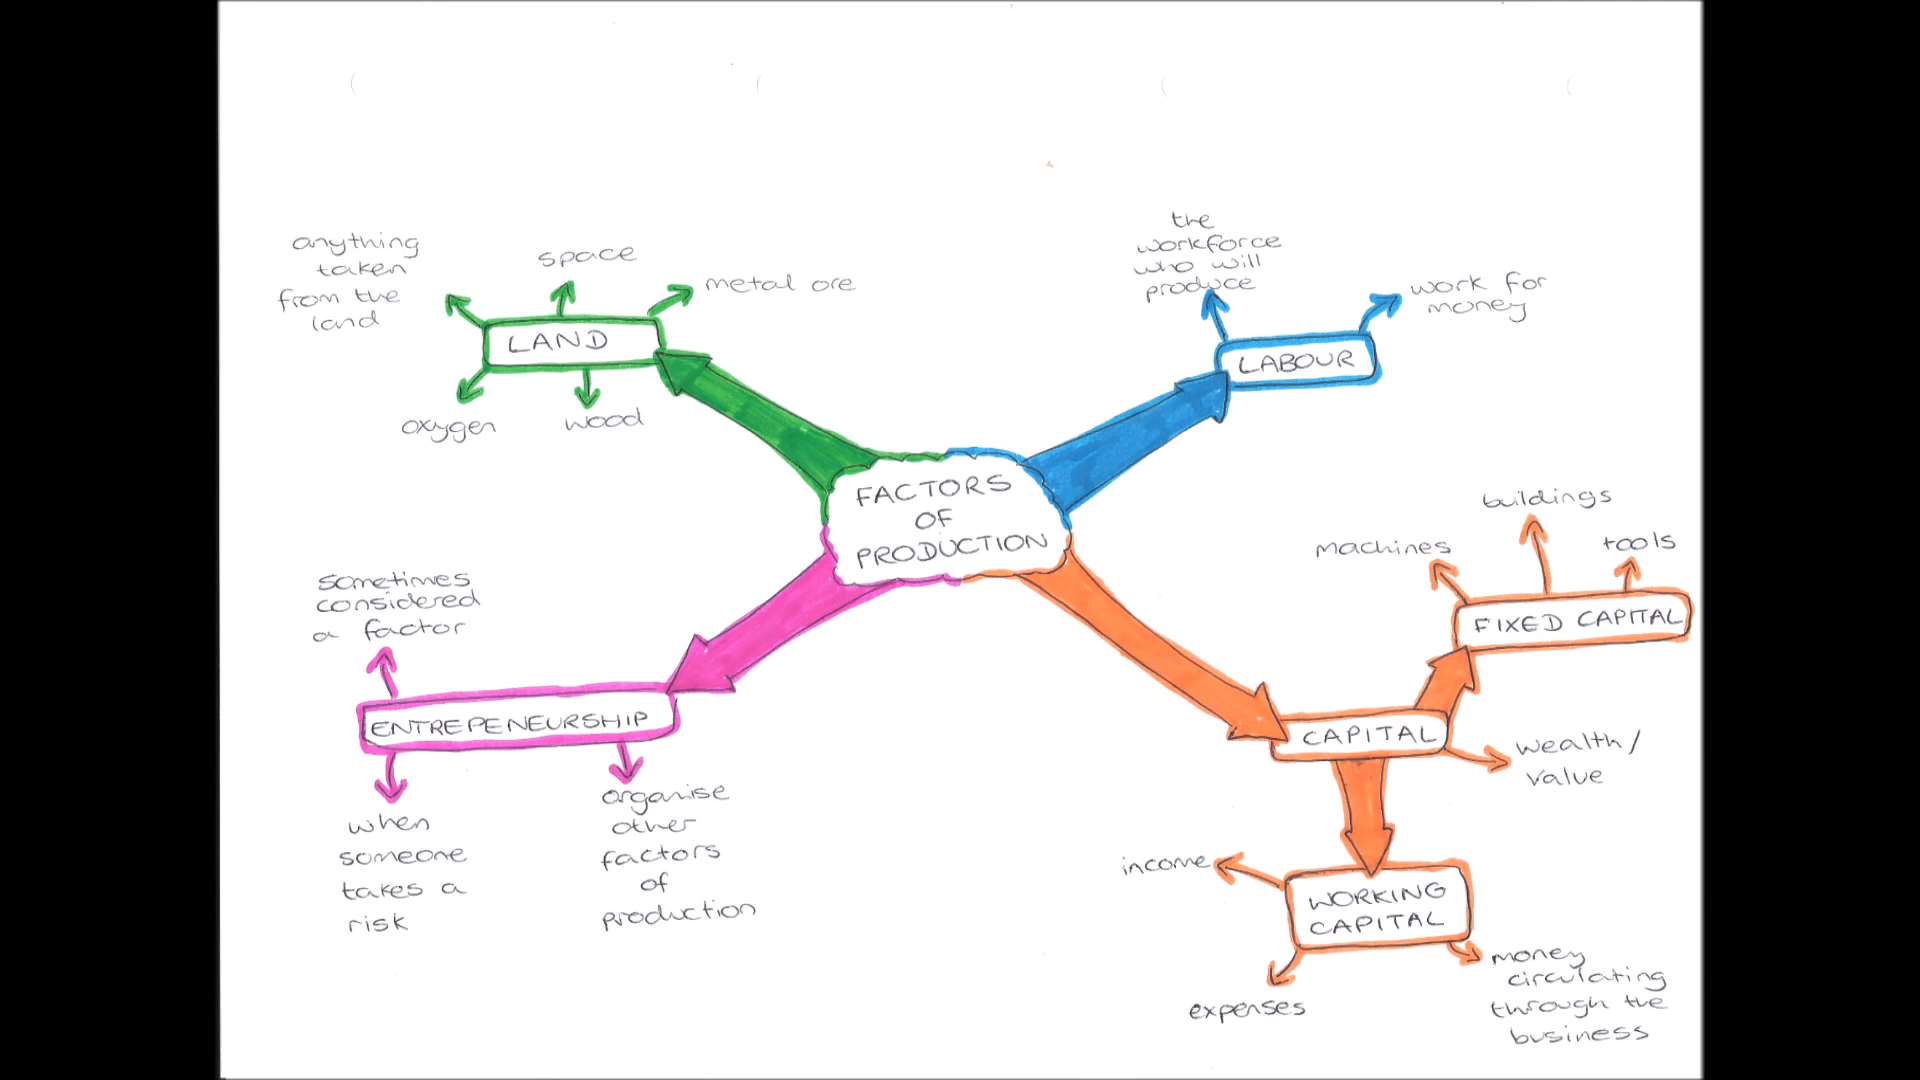 anything
taken
from the
land
space
metal ore
LAND
oxygen
wood
the
workforce
who will
produce
work for
money
LABOUR
FACTORS
OF
PRODUCTION
sometimes
considered
a factor
ENTREPENEURSHIP
when
someone
takes a
risk
organise
other
factors
of
production
buildings
machines
tools
FIXED CAPITAL
CAPITAL
wealth/
value
income
WORKING
CAPITAL
expenses
money
circulating
through the
business